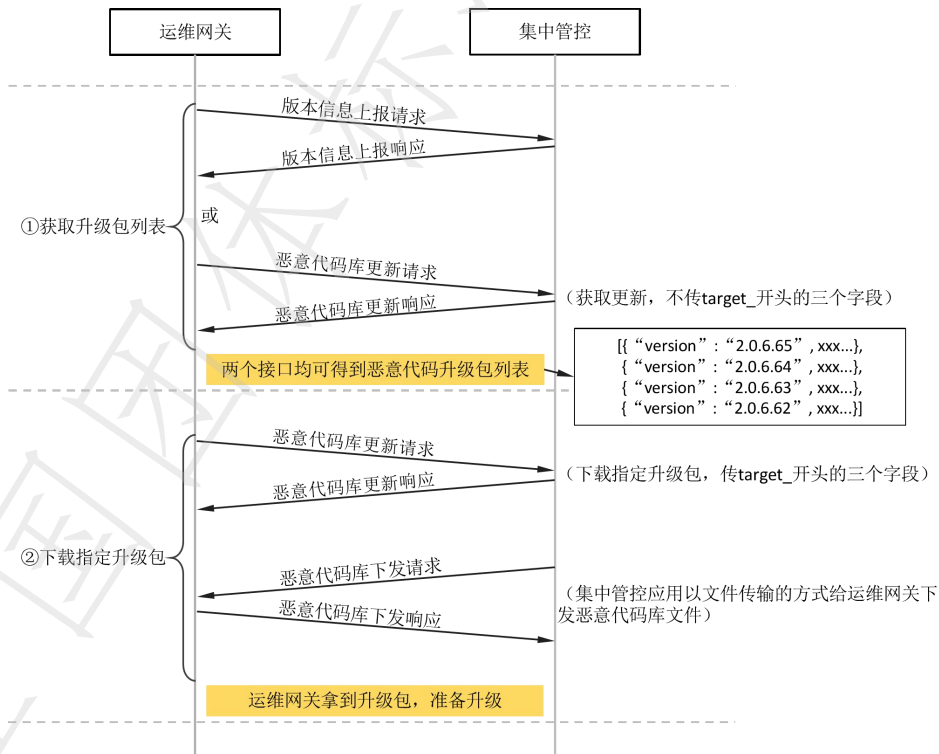 运维网关
集中管控
版本信息上报请求
版本信息上报响应
①获取升级包列表
或
恶意代码库更新请求
恶意代码库更新响应
（获取更新，不传target_开头的三个字段）
两个接口均可得到恶意代码升级包列表
[{“version”:“2.0.6.65”, xxx...},
{“version”:“2.0.6.64”, xxx...},
{“version”:“2.0.6.63”, xxx...},
{“version”:“2.0.6.62”, xxx...}]
恶意代码库更新请求
恶意代码库更新响应
（下载指定升级包，传target_开头的三个字段）
②下载指定升级包
恶意代码库下发请求
恶意代码库下发响应
（集中管控应用以文件传输的方式给运维网关下
发恶意代码库文件）
运维网关拿到升级包，准备升级
国团体标